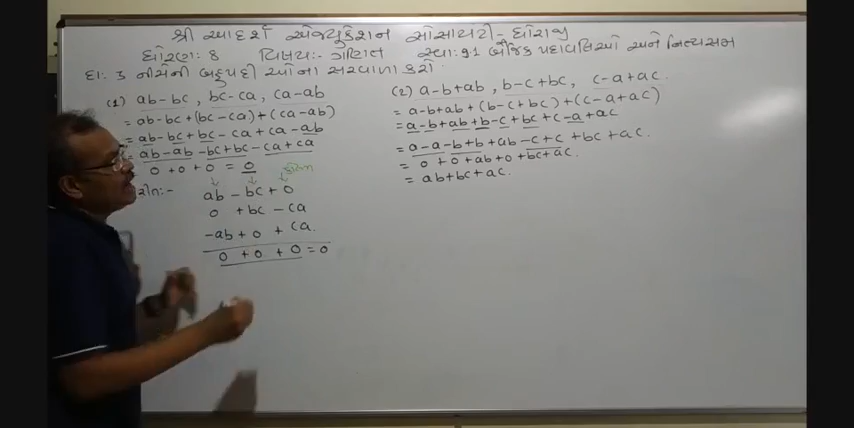 શ્રી આદર્શ એજ્યુકેશન સોસાયટી - ધોરાજી
ધોરણ: 8 વિષય:- ગણિત સ્વા: 9.1 બૈજિક પદાવલિઓ અને નિત્યસમ
દા: 3 નીચેની બહુપદીઓના સરવાળા કરો
(1) ab-bc, bc-ca, ca-ab
= ab-bc+(bc-ca)+(ca-ab)
= ab-bc+bc-ca+ca-ab
= ab-ab-bc+bc-ca+ca
0+0+0 = 0
રીત:-
ab-bc+0
0+bc-ca
-ab+0+ca.
0+0+0=0
(2) a-b+ab, b-c+bc, c-a+ac.
= a-b+ab+(b-c+bc)+(c-a+ac)
= a-b+ab+b-c+bc+c-a+ac
= a-a-b+b+ab-c+c+bc+ac.
= 0+0+ab+0+bc+ac.
= ab+bc+ac.